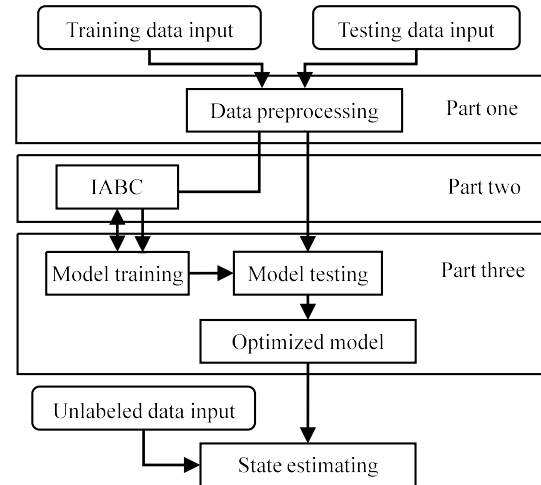 Training data input
Testing data input
Data preprocessing
Part one
IABC
Part two
Model training
Model testing
Part three
Optimized model
Unlabeled data input
State estimating